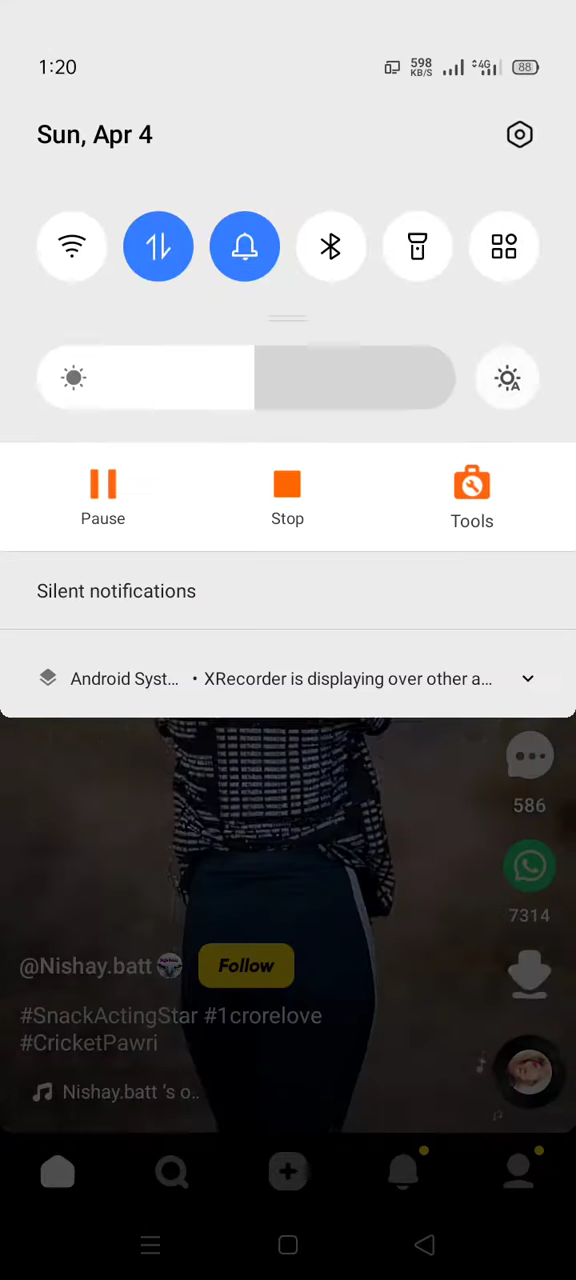 1:20
598
KB/S
4G
88
Sun, Apr 4
A
Pause
Stop
Tools
Silent notifications
Android Syst... • XRecorder is displaying over other a...
586
7314
@Nishay.batt
Follow
#SnackActingStar #1crorelove
#CricketPawri
Nishay.batt 's o..